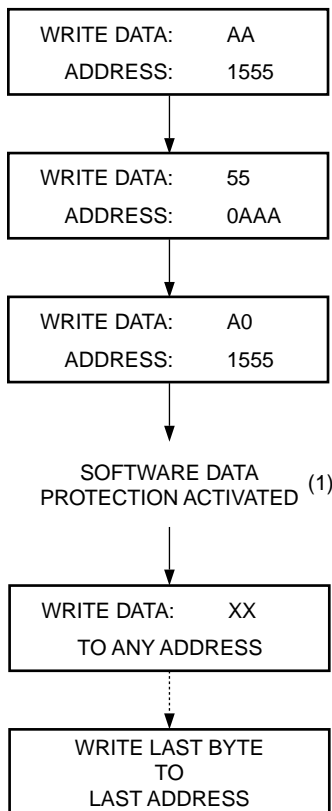 WRITE DATA: AA
ADDRESS: 1555
WRITE DATA: 55
ADDRESS: 0AAA
WRITE DATA: A0
ADDRESS: 1555
SOFTWARE DATA
PROTECTION ACTIVATED (1)
WRITE DATA: XX
TO ANY ADDRESS
WRITE LAST BYTE
TO
LAST ADDRESS